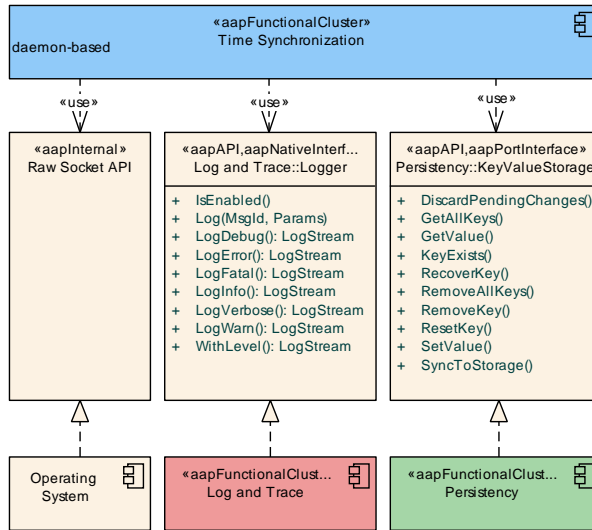 «aapFunctionalCluster»
Time Synchronization
daemon-based
«use»
«use»
«use»
«aapInternal»
Raw Socket API
«aapAPI,aapNativeInterf...
Log and Trace::Logger
+ IsEnabled()
+ Log(MsgId, Params)
+ LogDebug(): LogStream
+ LogError(): LogStream
+ LogFatal(): LogStream
+ LogInfo(): LogStream
+ LogVerbose(): LogStream
+ LogWarn(): LogStream
+ WithLevel(): LogStream
«aapAPI,aapPortInterface»
Persistency::KeyValueStorage
+ DiscardPendingChanges()
+ GetAllKeys()
+ GetValue()
+ KeyExists()
+ RecoverKey()
+ RemoveAllKeys()
+ RemoveKey()
+ ResetKey()
+ SetValue()
+ SyncToStorage()
Operating
System
«aapFunctionalClust...
Log and Trace
«aapFunctionalClust...
Persistency